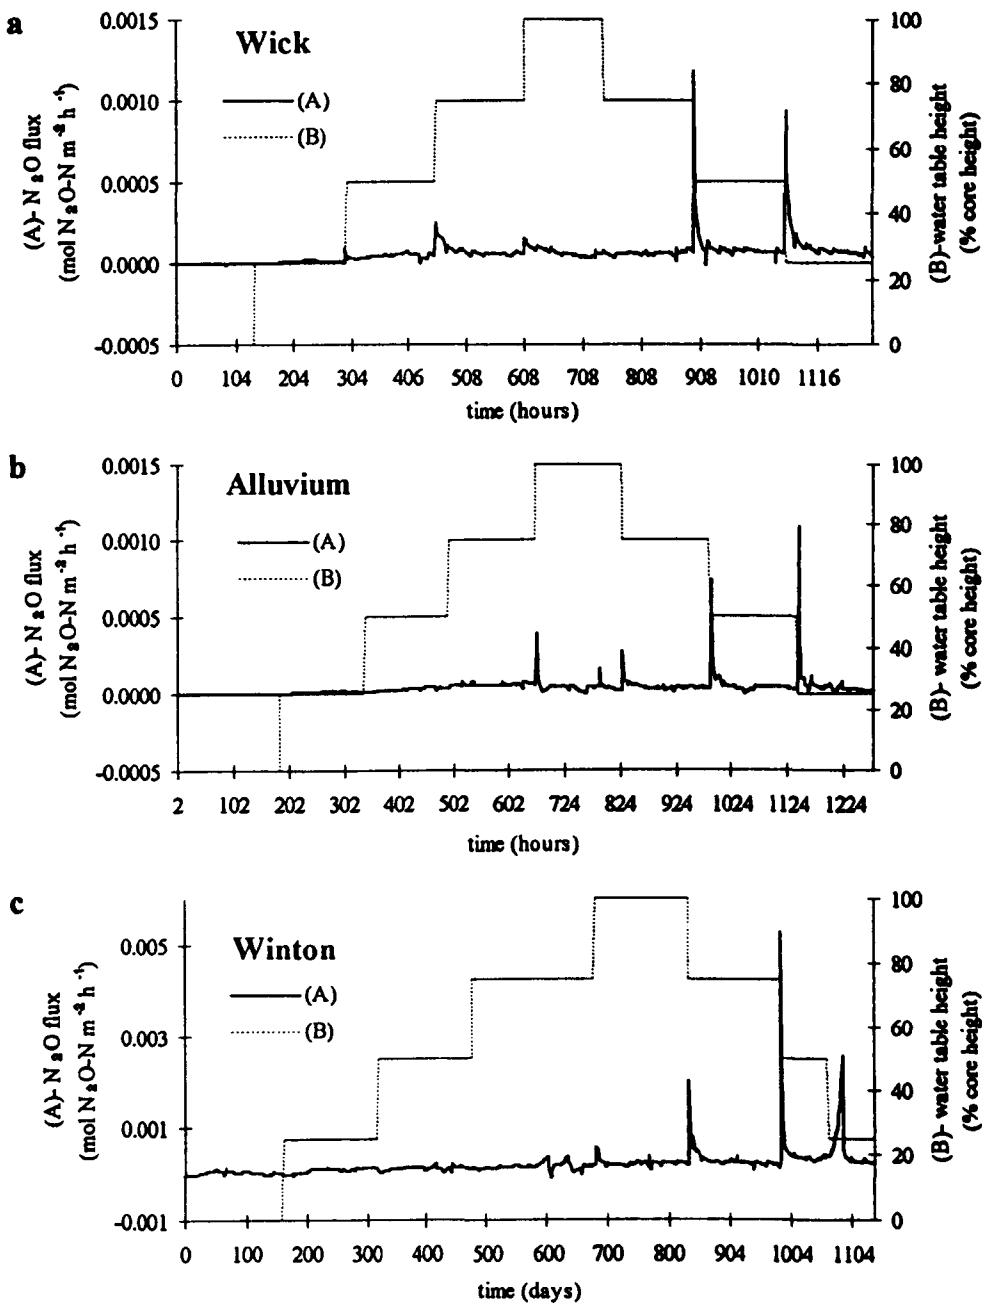 a
Wick
(A)
(B)
0.0015
0.0010
0.0005
0.0000
-0.0005
(A)- N₂O flux
(mol N₂O-N m⁻² h⁻¹)
100
80
60
40
20
0
(B)-water table height
(% core height)
0 104 204 304 406 508 608 708 808 908 1010 1116
time (hours)
b
Alluvium
(A)
(B)
0.0015
0.0010
0.0005
0.0000
-0.0005
(A)- N₂O flux
(mol N₂O-N m⁻² h⁻¹)
100
80
60
40
20
0
(B)- water table height
(% core height)
2 102 202 302 402 502 602 724 824 924 1024 1124 1224
time (hours)
c
Winton
(A)
(B)
0.005
0.003
0.001
-0.001
(A)- N₂O flux
(mol N₂O-N m⁻² h⁻¹)
100
80
60
40
20
0
(B)- water table height
(% core height)
0 100 200 300 400 500 600 700 800 904 1004 1104
time (days)